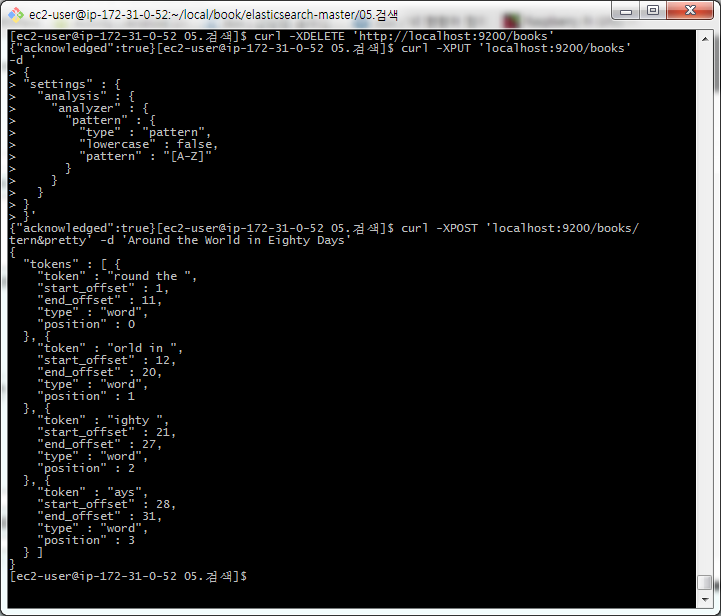 ec2-user@ip-172-31-0-52:~/local/book/elasticsearch-master/05.검색
[ec2-user@ip-172-31-0-52 05.검색]$ curl -XDELETE 'http://localhost:9200/books'
{"acknowledged":true}[ec2-user@ip-172-31-0-52 05.검색]$ curl -XPUT 'localhost:9200/books'
-d '
> {
>  "settings" : {
>    "analysis" : {
>      "analyzer" : {
>        "pattern" : {
>          "type" : "pattern",
>          "lowercase" : false,
>          "pattern" : "[A-Z]"
>        }
>      }
>    }
>  }
> }'
{"acknowledged":true}[ec2-user@ip-172-31-0-52 05.검색]$ curl -XPOST 'localhost:9200/books/
tern&pretty' -d 'Around the World in Eighty Days'
{
  "tokens" : [ {
    "token" : "round the ",
    "start_offset" : 1,
    "end_offset" : 11,
    "type" : "word",
    "position" : 0
  }, {
    "token" : "orld in ",
    "start_offset" : 12,
    "end_offset" : 20,
    "type" : "word",
    "position" : 1
  }, {
    "token" : "ighty ",
    "start_offset" : 21,
    "end_offset" : 27,
    "type" : "word",
    "position" : 2
  }, {
    "token" : "ays",
    "start_offset" : 28,
    "end_offset" : 31,
    "type" : "word",
    "position" : 3
  } ]
}
[ec2-user@ip-172-31-0-52 05.검색]$